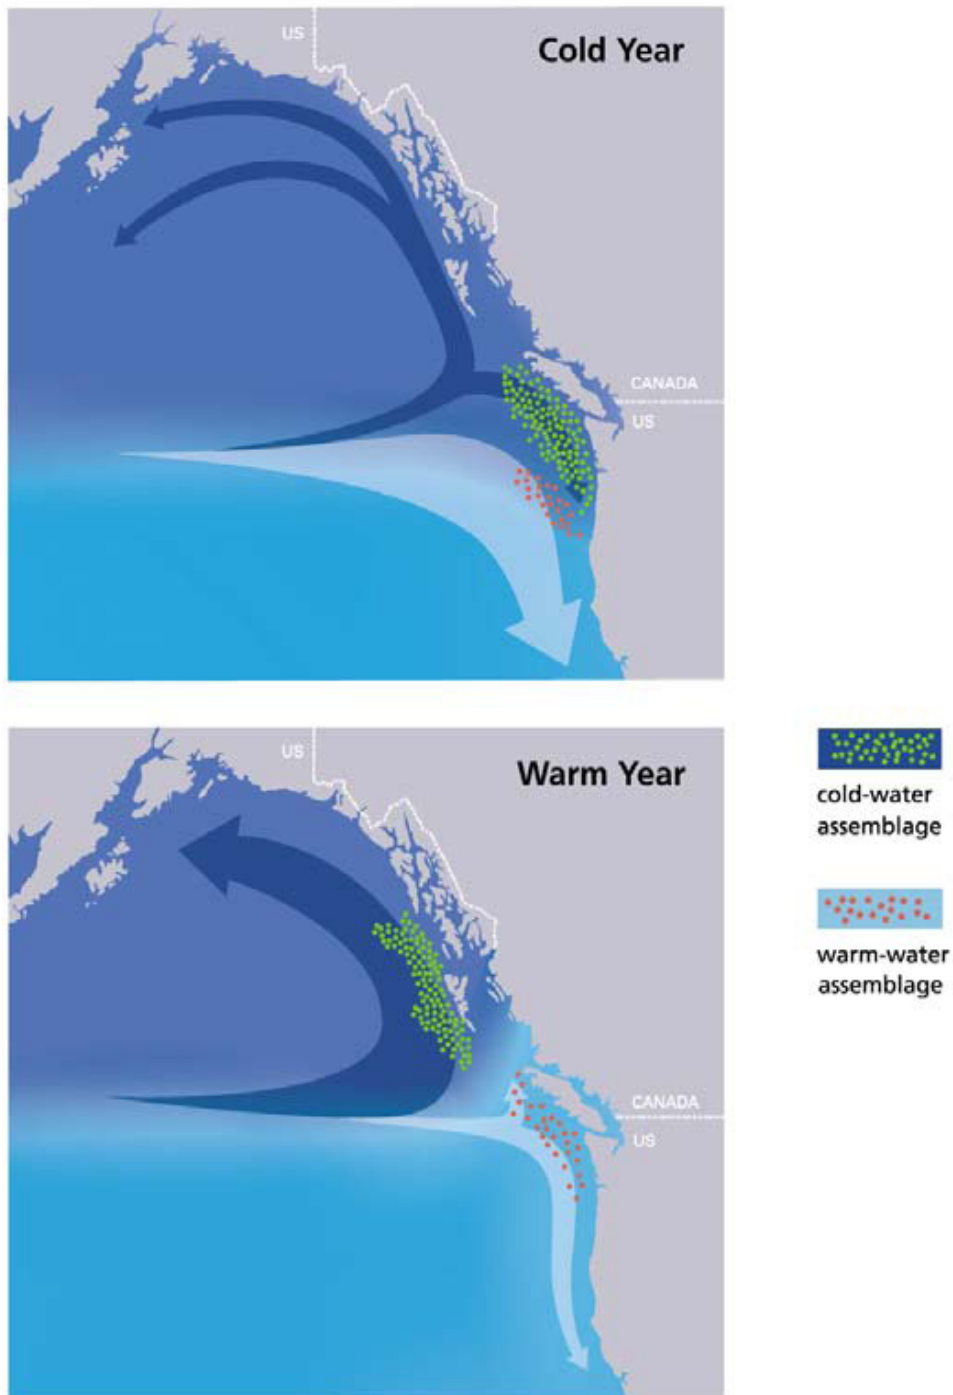 US
Cold Year
CANADA
US
US
Warm Year
cold-water
assemblage
warm-water
assemblage
CANADA
US